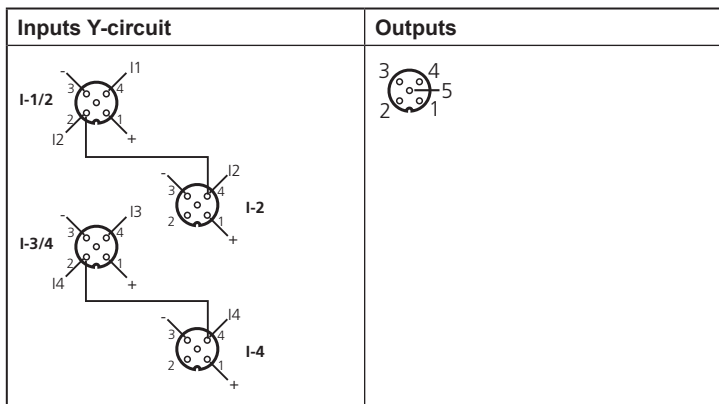 Inputs Y-circuit
Outputs
- I1
3 4
I-1/2
2 1
I2 +
- I2
3 4
I-2
2 1
+
- I3
3 4
I-3/4
2 1
I4 +
- I4
3 4
I-4
2 1
+
3 4
5
2 1